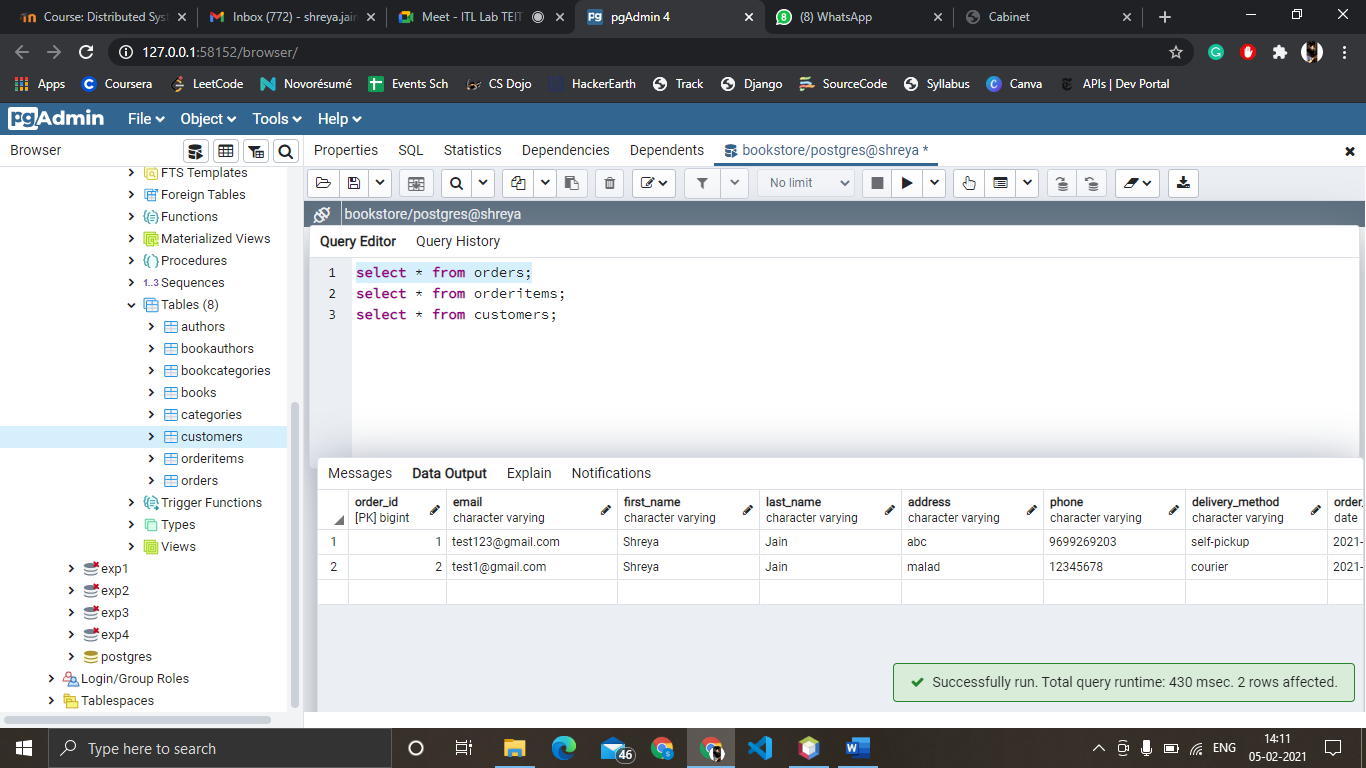 Course: Distributed Sys
Inbox (772) - shreya.jain
Meet - ITL Lab TEIT
pgAdmin 4
(8) WhatsApp
Cabinet
127.0.0.1:58152/browser/
Apps
Coursera
LeetCode
Novorésumé
Events Sch
CS Dojo
HackerEarth
Track
Django
SourceCode
Syllabus
Canva
APIs | Dev Portal
pgAdmin
File
Object
Tools
Help
Browser
Properties
SQL
Statistics
Dependencies
Dependents
bookstore/postgres@shreya *
FTS Templates
Foreign Tables
Functions
Materialized Views
Procedures
1..3 Sequences
Tables (8)
authors
bookauthors
bookcategories
books
categories
customers
orderitems
orders
Trigger Functions
Types
Views
exp1
exp2
exp3
exp4
postgres
Login/Group Roles
Tablespaces
No limit
bookstore/postgres@shreya
Query Editor
Query History
1 select * from orders;
2 select * from orderitems;
3 select * from customers;
Messages
Data Output
Explain
Notifications
order_id
[PK] bigint
email
character varying
first_name
character varying
last_name
character varying
address
character varying
phone
character varying
delivery_method
character varying
order_
date
1 1 test123@gmail.com Shreya Jain abc 9699269203 self-pickup 2021-
2 2 test1@gmail.com Shreya Jain malad 12345678 courier 2021-
Successfully run. Total query runtime: 430 msec. 2 rows affected.
Type here to search
46
ENG
14:11
05-02-2021